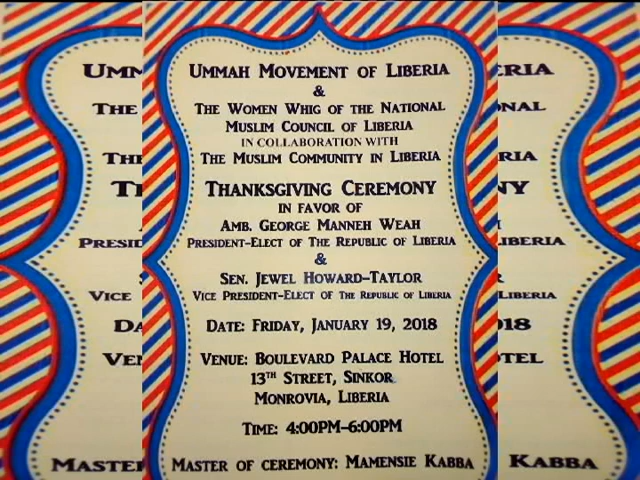 UMMAH MOVEMENT OF LIBERIA
&
THE WOMEN WHIG OF THE NATIONAL
MUSLIM COUNCIL OF LIBERIA
IN COLLABORATION WITH
THE MUSLIM COMMUNITY IN LIBERIA
THANKSGIVING CEREMONY
IN FAVOR OF
AMB. GEORGE MANNEH WEAH
PRESIDENT-ELECT OF THE REPUBLIC OF LIBERIA
&
SEN. JEWEL HOWARD-TAYLOR
VICE PRESIDENT-ELECT OF THE REPUBLIC OF LIBERIA
DATE: FRIDAY, JANUARY 19, 2018
VENUE: BOULEVARD PALACE HOTEL
13TH STREET, SINKOR
MONROVIA, LIBERIA
TIME: 4:00PM-6:00PM
MASTER OF CEREMONY: MAMENSIE KABBA